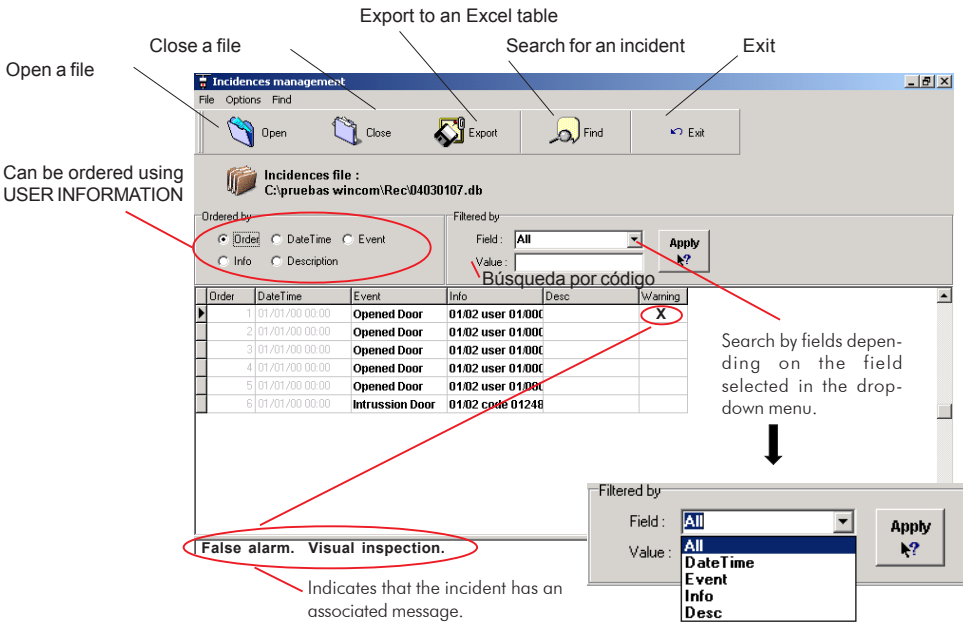 Export to an Excel table
Close a file
Search for an incident
Exit
Open a file
Incidences management
File Options Find
Open
Close
Export
Find
Exit
Can be ordered using
USER INFORMATION
Incidences file :
C:\pruebas wincom\Rec\04030107.db
Ordered by
Order DateTime Event
Info Description
Filtered by
Field : All
Value :
Apply
Búsqueda por código
Order DateTime Event Info Desc Warning
1 01/01/00 00:00 Opened Door 01/02 user 01/000 X
2 01/01/00 00:00 Opened Door 01/02 user 01/000
3 01/01/00 00:00 Opened Door 01/02 user 01/000
4 01/01/00 00:00 Opened Door 01/02 user 01/000
5 01/01/00 00:00 Opened Door 01/02 user 01/000
6 01/01/00 00:00 Intrussion Door 01/02 code 01248
Search by fields depen-
ding on the field
selected in the drop-
down menu.
False alarm. Visual inspection.
Indicates that the incident has an
associated message.
Filtered by
Field : All
Value :
Apply
All
DateTime
Event
Info
Desc